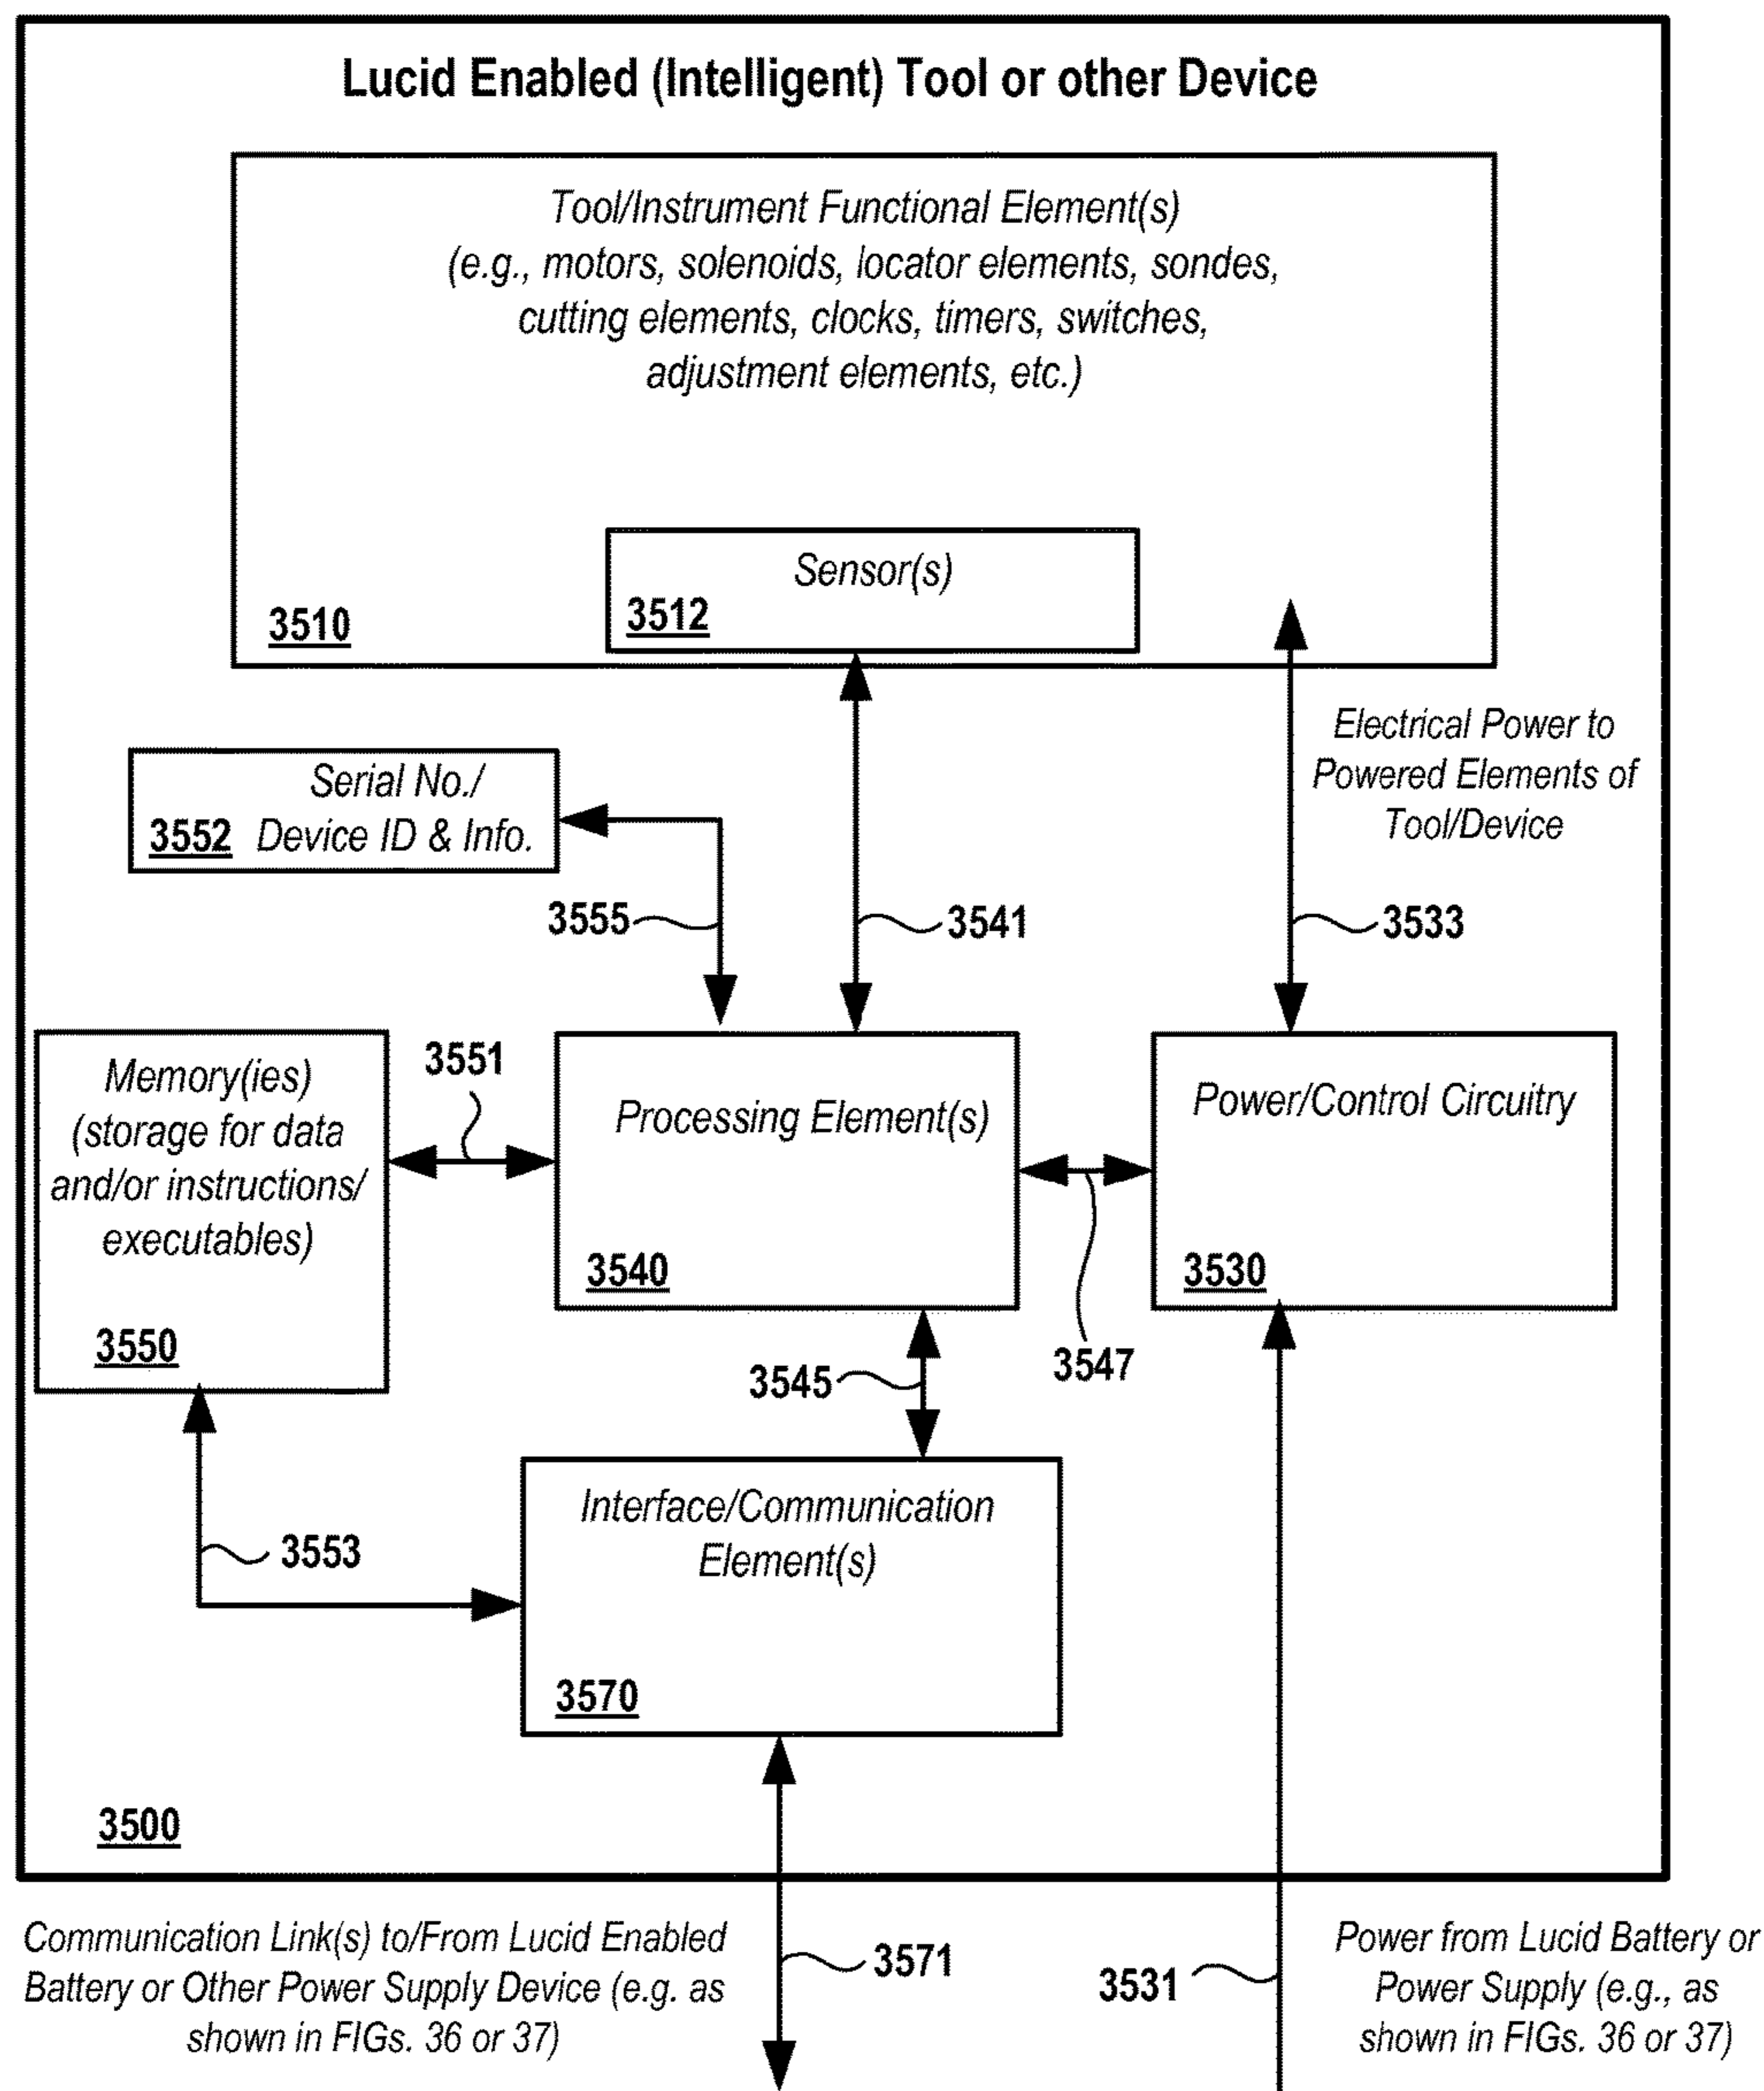 Lucid Enabled (Intelligent) Tool or other Device
Tool/Instrument Functional Element(s)
(e.g., motors, solenoids, locator elements, sondes,
cutting elements, clocks, timers, switches,
adjustment elements, etc.)
Sensor(s)
3512
3510
Electrical Power to
Powered Elements of
Tool/Device
Serial No./
3552 Device ID & Info.
3555
3541
3533
Memory(ies)
(storage for data
and/or instructions/
executables)
3550
3551
Processing Element(s)
3540
Power/Control Circuitry
3530
3547
3545
Interface/Communication
Element(s)
3570
3553
3500
Communication Link(s) to/From Lucid Enabled
Battery or Other Power Supply Device (e.g. as
shown in FIGs. 36 or 37)
3571
3531
Power from Lucid Battery or
Power Supply (e.g., as
shown in FIGs. 36 or 37)